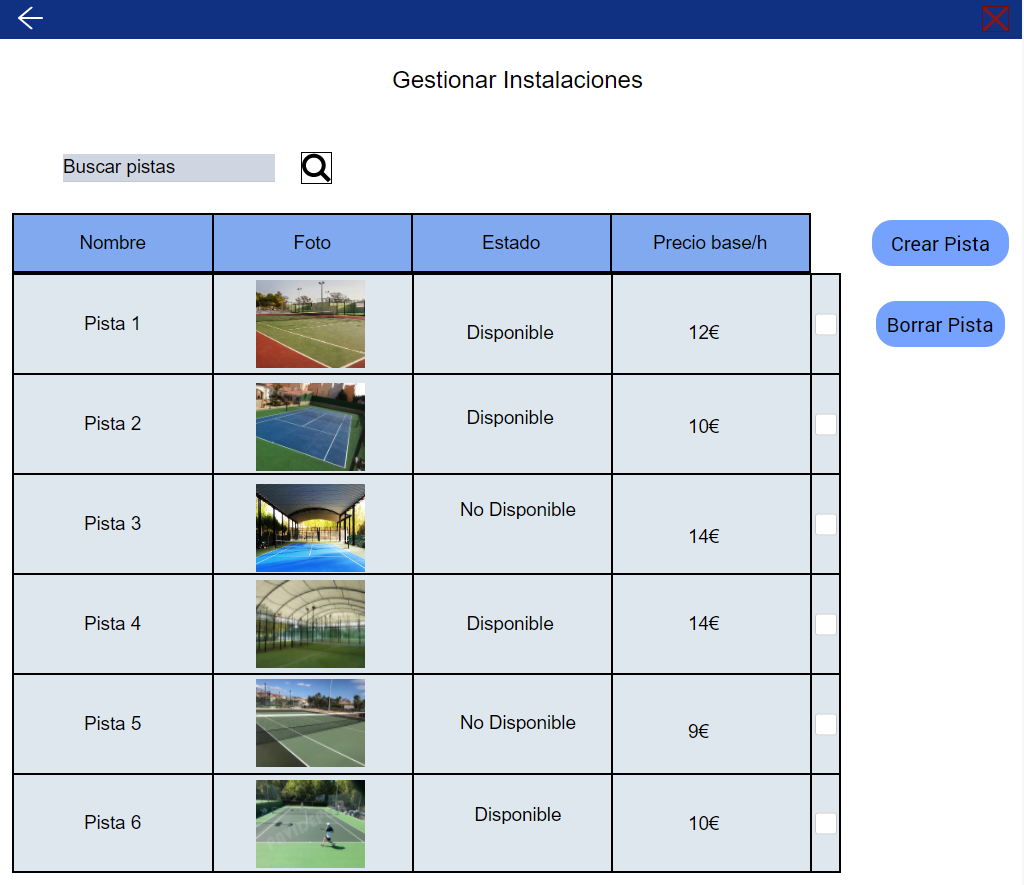 Gestionar Instalaciones
Buscar pistas
Nombre Foto Estado Precio base/h
Crear Pista
Pista 1 Disponible 12€
Borrar Pista
Pista 2 Disponible 10€
Pista 3 No Disponible 14€
Pista 4 Disponible 14€
Pista 5 No Disponible 9€
Pista 6 Disponible 10€